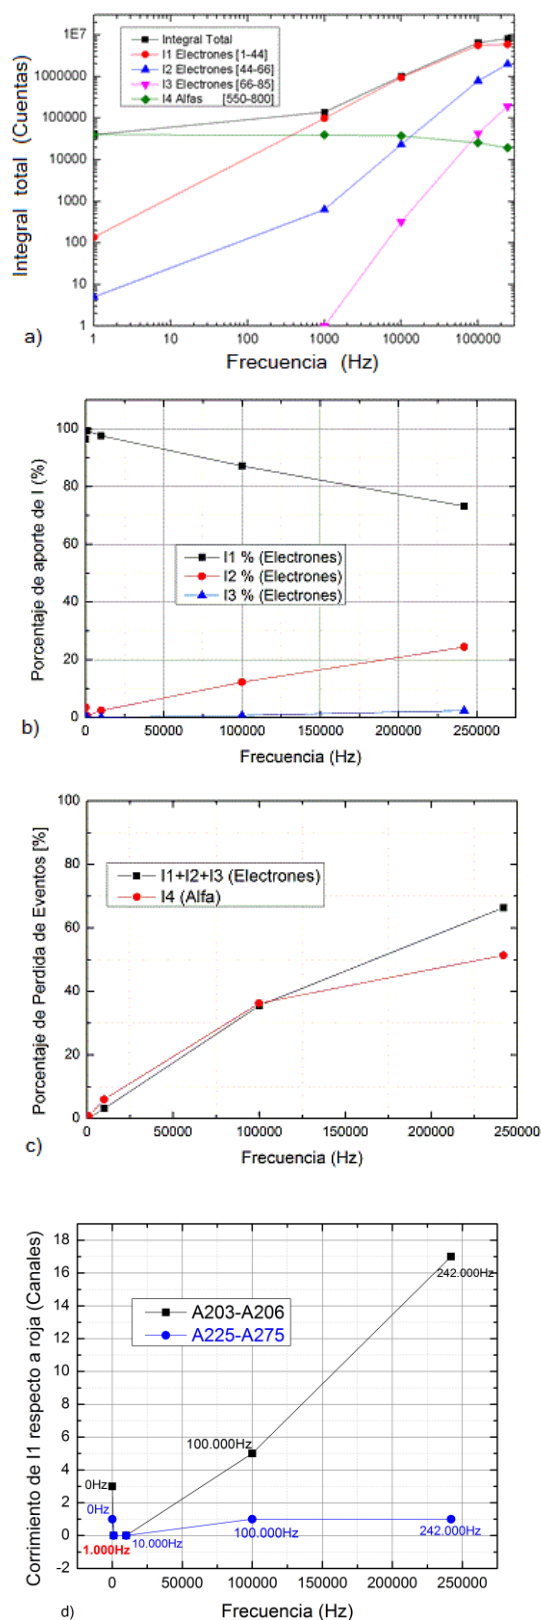 1E7
1000000
100000
10000
1000
100
10
1
Integral total (Cuentas)
Integral Total
I1 Electrones [1-44]
I2 Electrones [44-66]
I3 Electrones [66-85]
I4 Alfas [550-800]
1 10 100 1000 10000 100000
Frecuencia (Hz)
a)
100
80
60
40
20
0
Porcentaje de aporte de I (%)
I1 % (Electrones)
I2 % (Electrones)
I3 % (Electrones)
0 50000 100000 150000 200000 250000
Frecuencia (Hz)
b)
100
80
60
40
20
0
Porcentaje de Perdida de Eventos [%]
I1+I2+I3 (Electrones)
I4 (Alfa)
0 50000 100000 150000 200000 250000
Frecuencia (Hz)
c)
18
16
14
12
10
8
6
4
2
0
-2
Corrimiento de I1 respecto a roja (Canales)
A203-A206
A225-A275
242.000Hz
100.000Hz
0Hz
0Hz
1.000Hz
10.000Hz
100.000Hz
242.000Hz
0 50000 100000 150000 200000 250000
Frecuencia (Hz)
d)